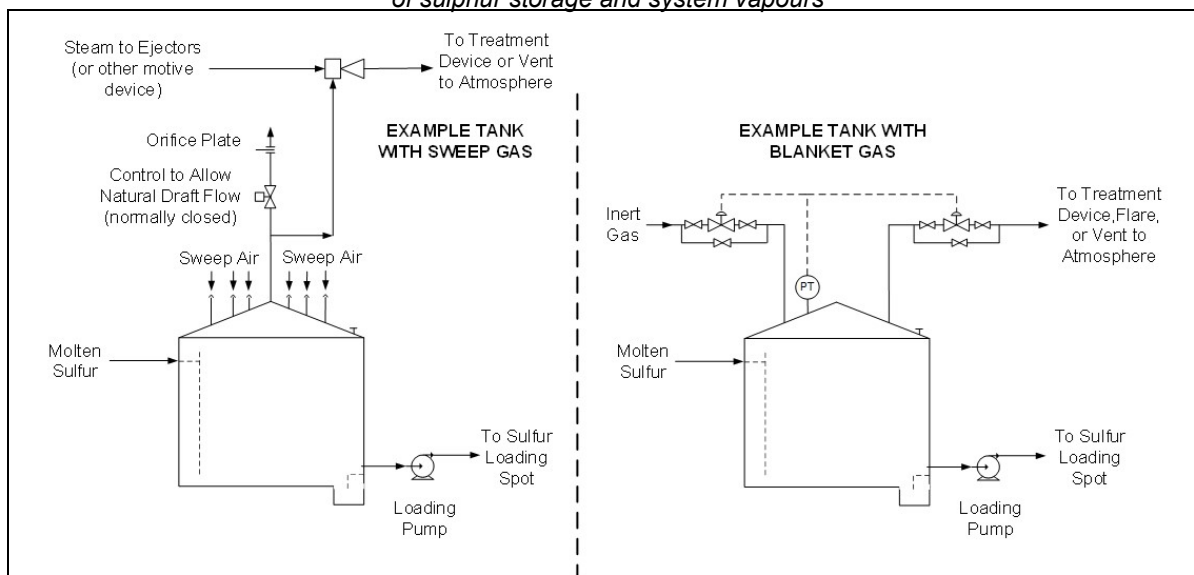 of sulphur storage and system vapours
Steam to Ejectors
(or other motive
device)
To Treatment
Device or Vent
to Atmosphere
Orifice Plate
EXAMPLE TANK
WITH SWEEP GAS
Control to Allow
Natural Draft Flow
(normally closed)
Sweep Air
Sweep Air
Molten
Sulfur
To Sulfur
Loading
Spot
Loading
Pump
EXAMPLE TANK WITH
BLANKET GAS
Inert
Gas
To Treatment
Device,Flare,
or Vent to
Atmosphere
PT
Molten
Sulfur
To Sulfur
Loading
Spot
Loading
Pump